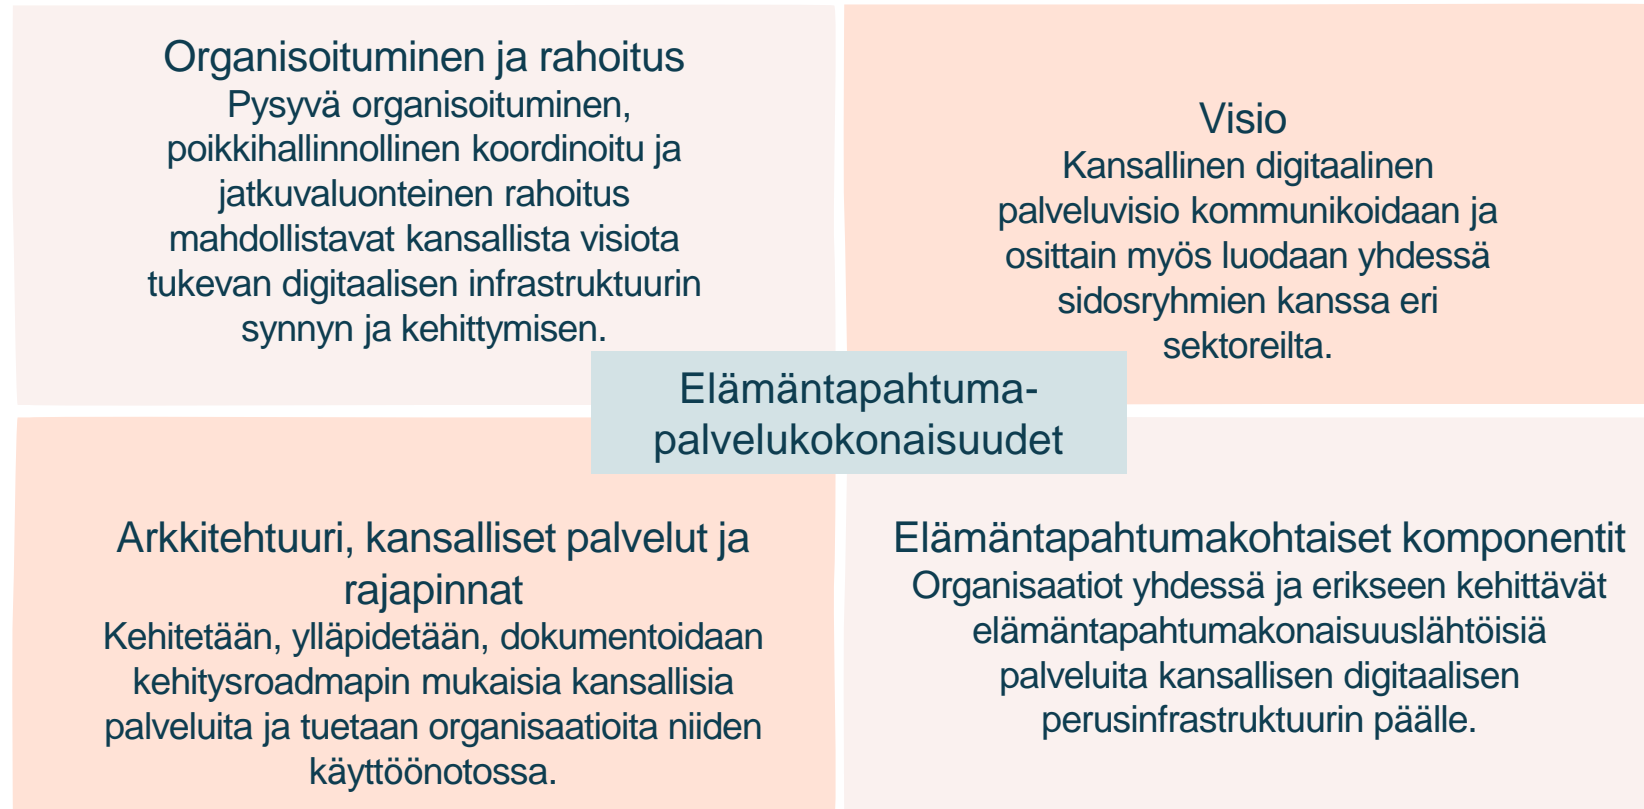 Organisoituminen ja rahoitus
Pysyvä organisoituminen,
poikkihallinnollinen koordinoitu ja
jatkuvaluonteinen rahoitus
mahdollistavat kansallista visiota
tukevan digitaalisen infrastruktuurin
synnyn ja kehittymisen.
Visio
Kansallinen digitaalinen
palveluvisio kommunikoidaan ja
osittain myös luodaan yhdessä
sidosryhmien kanssa eri
sektoreilta.
Elämäntapahtuma-
palvelukokonaisuudet
Arkkitehtuuri, kansalliset palvelut ja
rajapinnat
Kehitetään, ylläpidetään, dokumentoidaan
kehitysroadmapin mukaisia kansallisia
palveluita ja tuetaan organisaatioita niiden
käyttöönotossa.
Elämäntapahtumakohtaiset komponentit
Organisaatiot yhdessä ja erikseen kehittävät
elämäntapahtumakonaisuuslähtöisiä
palveluita kansallisen digitaalisen
perusinfrastruktuurin päälle.